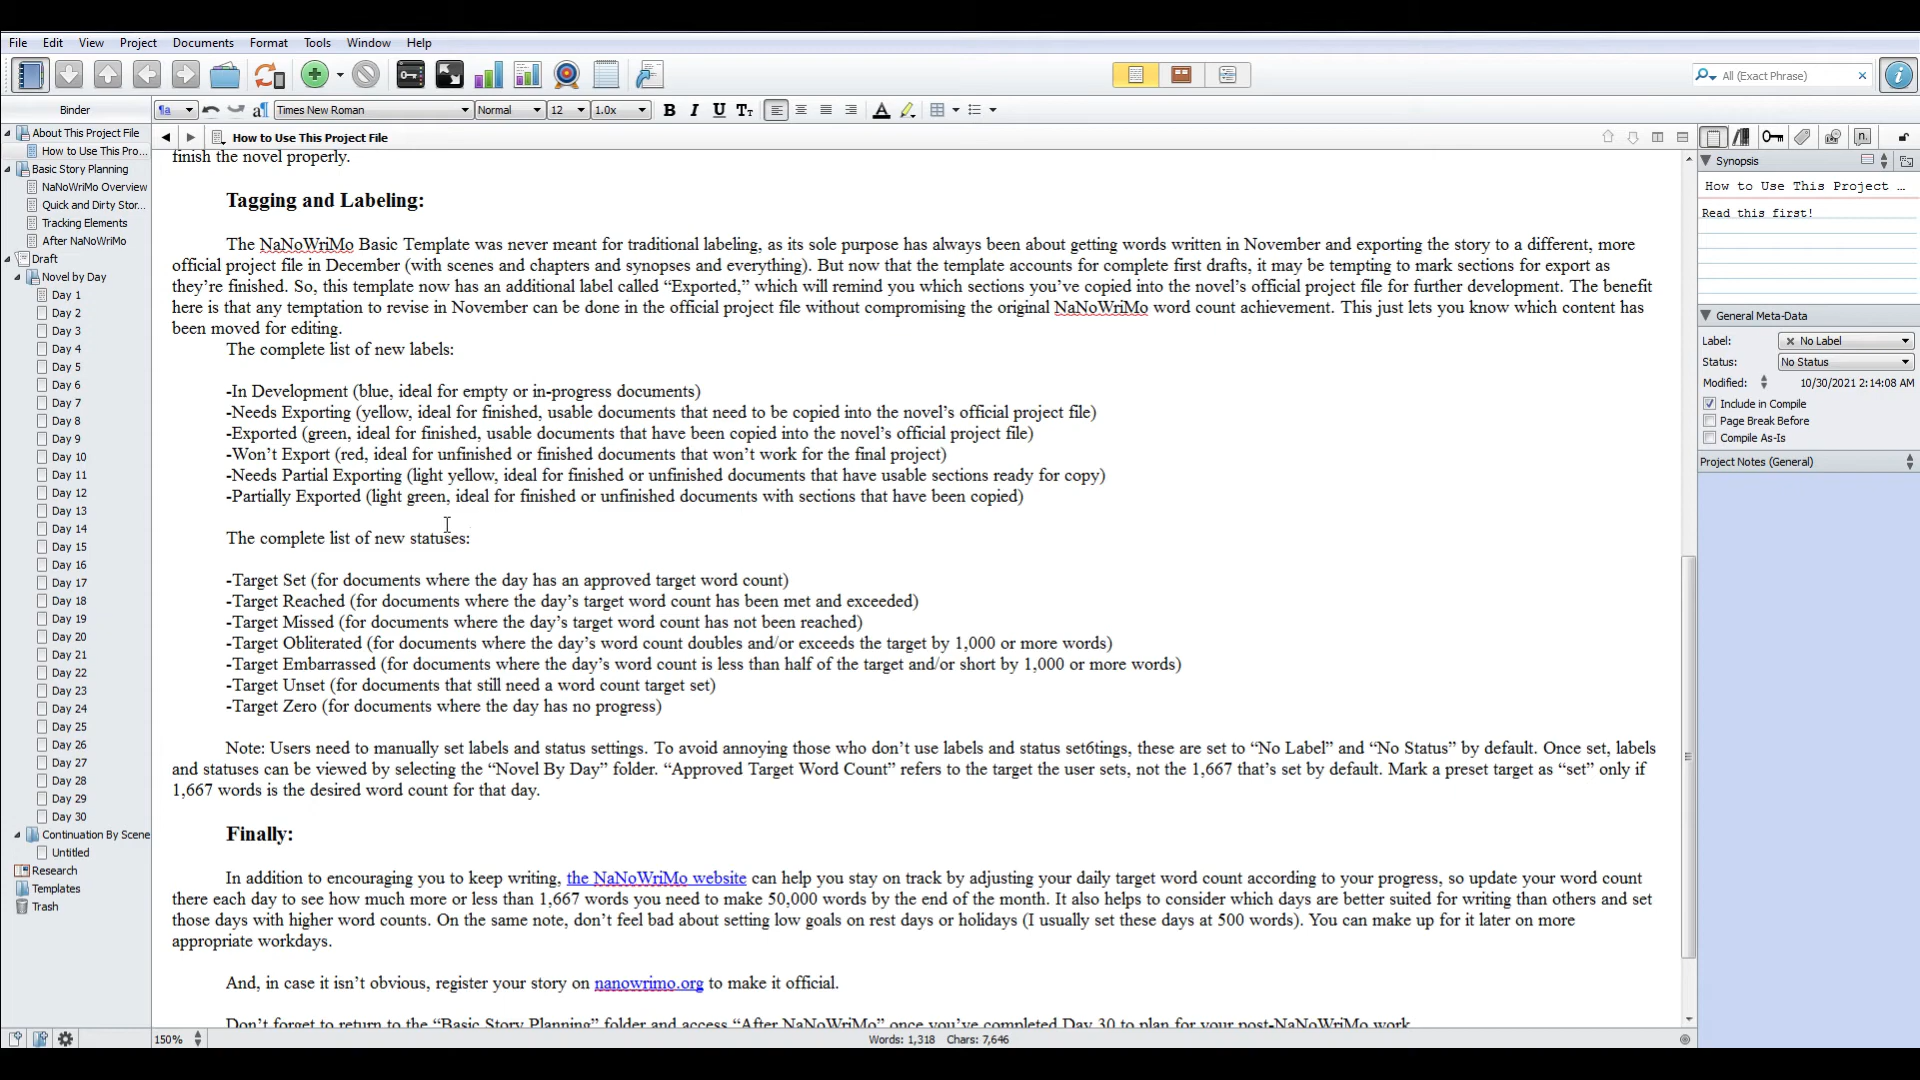 File Edit View Project Documents Format Tools Window Help
All (Exact Phrase)
Binder
Times New Roman Normal 12 1.0x B I U
About This Project File
How to Use This Pro...
Basic Story Planning
NaNoWriMo Overview
Quick and Dirty Stor...
Tracking Elements
After NaNoWriMo
Draft
Novel by Day
Day 1
Day 2
Day 3
Day 4
Day 5
Day 6
Day 7
Day 8
Day 9
Day 10
Day 11
Day 12
Day 13
Day 14
Day 15
Day 16
Day 17
Day 18
Day 19
Day 20
Day 21
Day 22
Day 23
Day 24
Day 25
Day 26
Day 27
Day 28
Day 29
Day 30
Continuation By Scene
Untitled
Research
Templates
Trash
How to Use This Project File
finish the novel properly.
Tagging and Labeling:
The NaNoWriMo Basic Template was never meant for traditional labeling, as its sole purpose has always been about getting words written in November and exporting the story to a different, more
official project file in December (with scenes and chapters and synopses and everything). But now that the template accounts for complete first drafts, it may be tempting to mark sections for export as
they’re finished. So, this template now has an additional label called “Exported,” which will remind you which sections you’ve copied into the novel’s official project file for further development. The benefit
here is that any temptation to revise in November can be done in the official project file without compromising the original NaNoWriMo word count achievement. This just lets you know which content has
been moved for editing.
The complete list of new labels:
-In Development (blue, ideal for empty or in-progress documents)
-Needs Exporting (yellow, ideal for finished, usable documents that need to be copied into the novel’s official project file)
-Exported (green, ideal for finished, usable documents that have been copied into the novel’s official project file)
-Won’t Export (red, ideal for unfinished or finished documents that won’t work for the final project)
-Needs Partial Exporting (light yellow, ideal for finished or unfinished documents that have usable sections ready for copy)
-Partially Exported (light green, ideal for finished or unfinished documents with sections that have been copied)
The complete list of new statuses:
-Target Set (for documents where the day has an approved target word count)
-Target Reached (for documents where the day’s target word count has been met and exceeded)
-Target Missed (for documents where the day’s target word count has not been reached)
-Target Obliterated (for documents where the day’s word count doubles and/or exceeds the target by 1,000 or more words)
-Target Embarrassed (for documents where the day’s word count is less than half of the target and/or short by 1,000 or more words)
-Target Unset (for documents that still need a word count target set)
-Target Zero (for documents where the day has no progress)
Note: Users need to manually set labels and status settings. To avoid annoying those who don’t use labels and status set6tings, these are set to “No Label” and “No Status” by default. Once set, labels
and statuses can be viewed by selecting the “Novel By Day” folder. “Approved Target Word Count” refers to the target the user sets, not the 1,667 that’s set by default. Mark a preset target as “set” only if
1,667 words is the desired word count for that day.
Finally:
In addition to encouraging you to keep writing, the NaNoWriMo website can help you stay on track by adjusting your daily target word count according to your progress, so update your word count
there each day to see how much more or less than 1,667 words you need to make 50,000 words by the end of the month. It also helps to consider which days are better suited for writing than others and set
those days with higher word counts. On the same note, don’t feel bad about setting low goals on rest days or holidays (I usually set these days at 500 words). You can make up for it later on more
appropriate workdays.
And, in case it isn’t obvious, register your story on nanowrimo.org to make it official.
Don’t forget to return to the “Basic Story Planning” folder and access “After NaNoWriMo” once you’ve completed Day 30 to plan for your post-NaNoWriMo work.
150%
Words: 1,318 Chars: 7,646
Synopsis
How to Use This Project ...
Read this first!
General Meta-Data
Label: No Label
Status: No Status
Modified: 10/30/2021 2:14:08 AM
Include in Compile
Page Break Before
Compile As-Is
Project Notes (General)